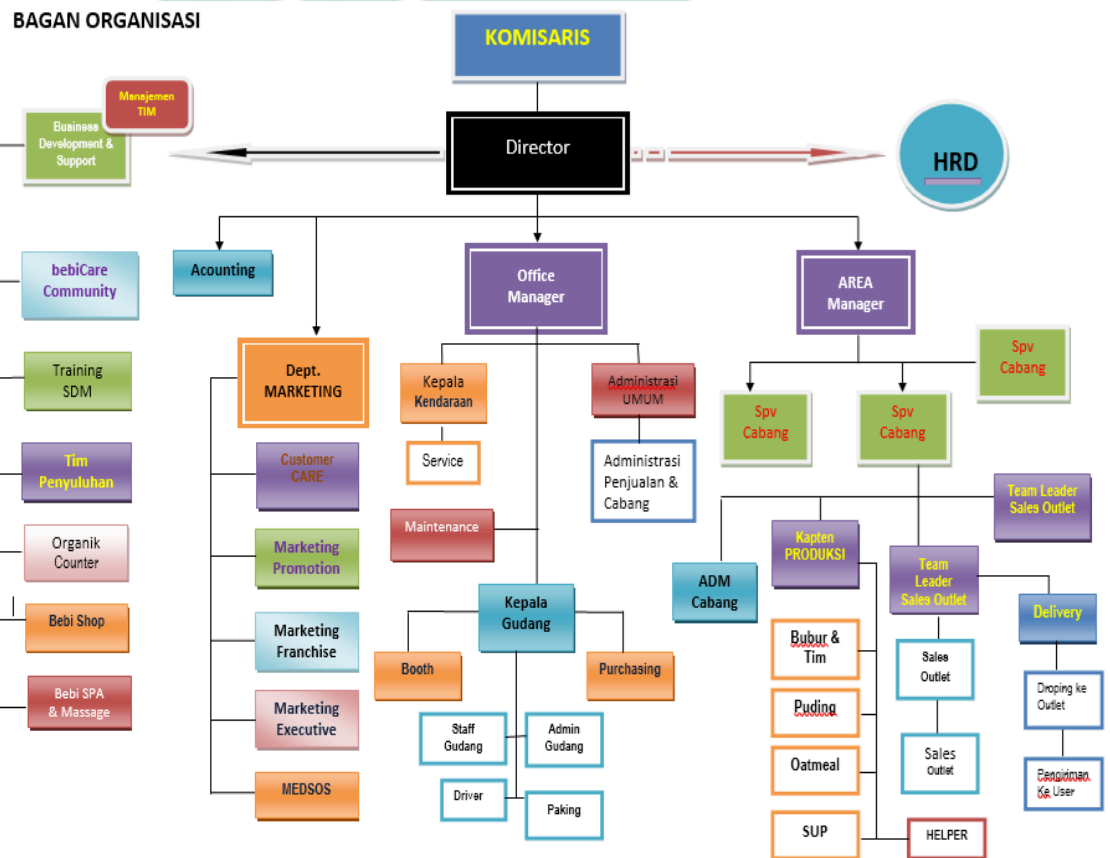 BAGAN ORGANISASI
KOMISARIS
Manajemen
TIM
Business
Development &
Support
Director
HRD
bebiCare
Community
Acounting
Office
Manager
AREA
Manager
Training
SDM
Dept.
MARKETING
Kepala
Kendaraan
Administrasi
UMUM
Spv
Cabang
Spv
Cabang
Spv
Cabang
Tim
Penyuluhan
Customer
CARE
Service
Administrasi
Penjualan &
Cabang
Team Leader
Sales Outlet
Organik
Counter
Marketing
Promotion
Maintenance
Kapten
PRODUKSI
ADM
Cabang
Team
Leader
Sales Outlet
Bebi Shop
Marketing
Franchise
Kepala
Gudang
Delivery
Booth
Purchasing
Bubur &
Tim
Sales
Outlet
Droping ke
Outlet
Bebi SPA
& Massage
Marketing
Executive
Staff
Gudang
Admin
Gudang
Puding
Oatmeal
Sales
Outlet
Pengiriman
Ke User
MEDSOS
Driver
Paking
SUP
HELPER